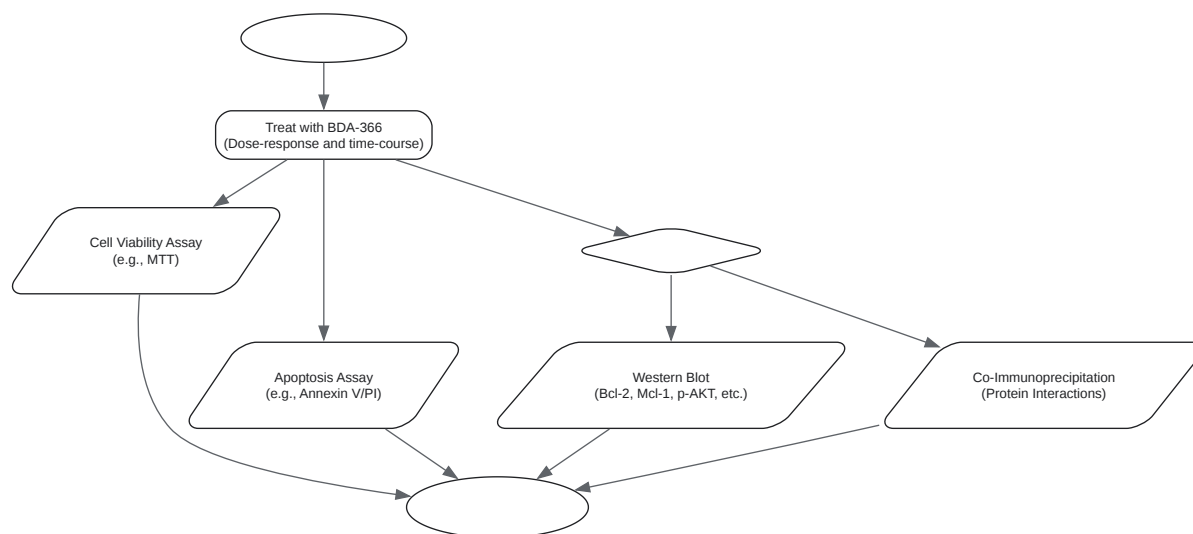 Treat with BDA-366
(Dose-response and time-course)
Cell Viability Assay
(e.g., MTT)
Apoptosis Assay
(e.g., Annexin V/PI)
Western Blot
(Bcl-2, Mcl-1, p-AKT, etc.)
Co-Immunoprecipitation
(Protein Interactions)